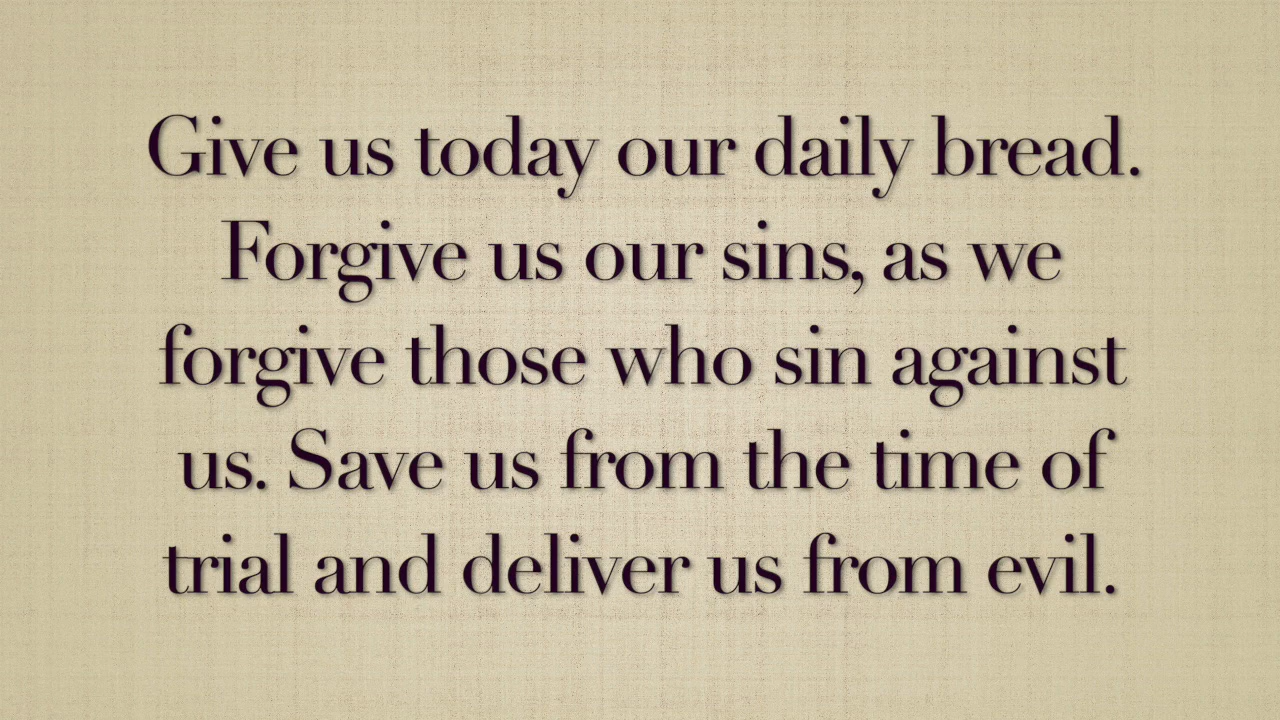 Give us today our daily bread.
Forgive us our sins, as we
forgive those who sin against
us. Save us from the time of
trial and deliver us from evil.